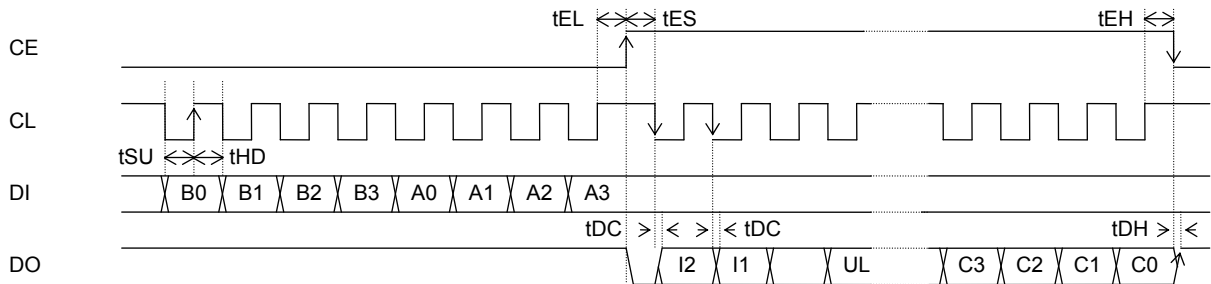 tEL tES tEH
CE
CL
tSU tHD
DI B0 B1 B2 B3 A0 A1 A2 A3
tDC tDC tDH
DO I2 I1 UL C3 C2 C1 C0